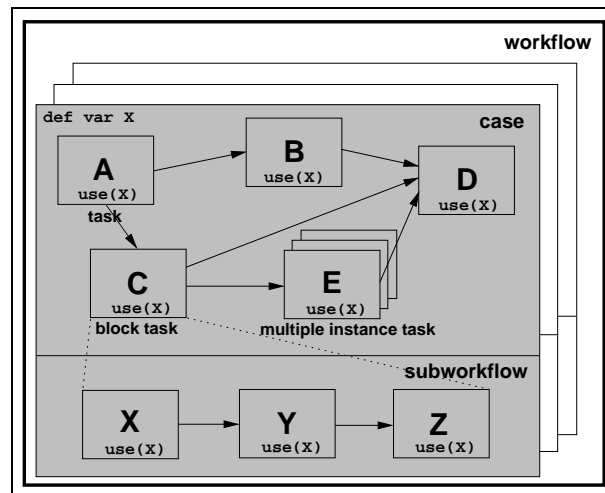 workflow
def var X
case
A
use(X)
task
B
use(X)
D
use(X)
C
use(X)
block task
E
use(X)
multiple instance task
subworkflow
X
use(X)
Y
use(X)
Z
use(X)